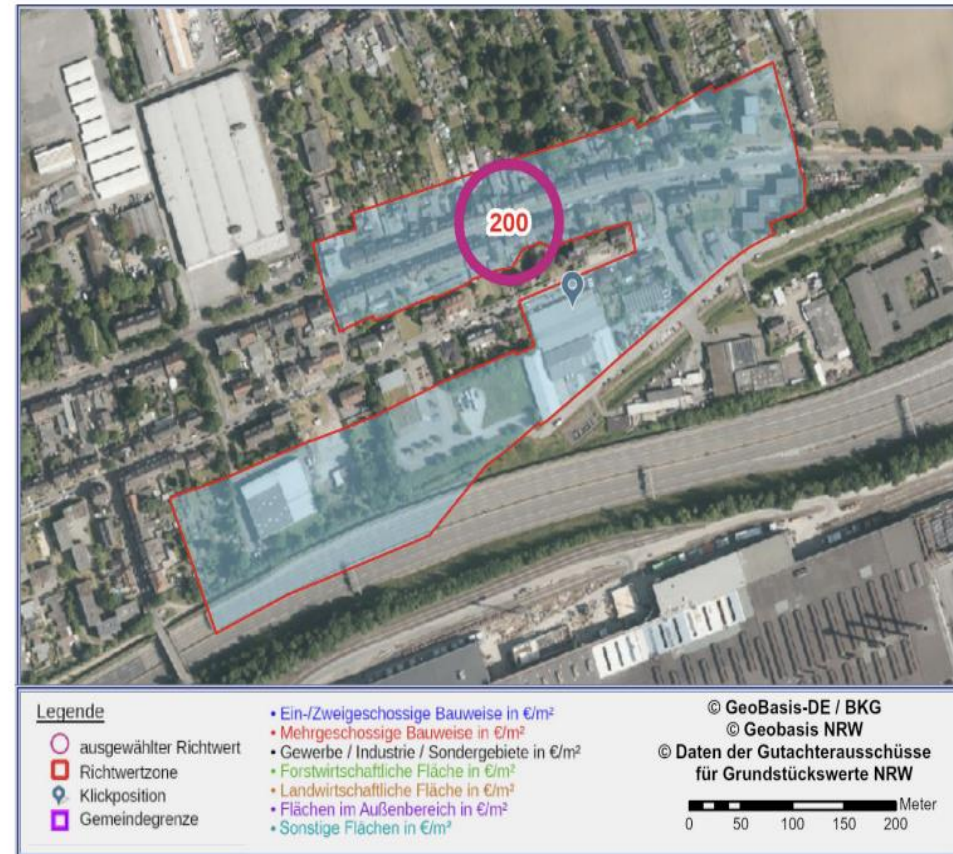 200
Legende
ausgewählter Richtwert
Richtwertzone
Klickposition
Gemeindegrenze
• Ein-/Zweigeschossige Bauweise in €/m²
• Mehrgeschossige Bauweise in €/m²
• Gewerbe / Industrie / Sondergebiete in €/m²
• Forstwirtschaftliche Fläche in €/m²
• Landwirtschaftliche Fläche in €/m²
• Flächen im Außenbereich in €/m²
• Sonstige Flächen in €/m²
© GeoBasis-DE / BKG
© Geobasis NRW
© Daten der Gutachterausschüsse
für Grundstückswerte NRW
Meter
0 50 100 150 200